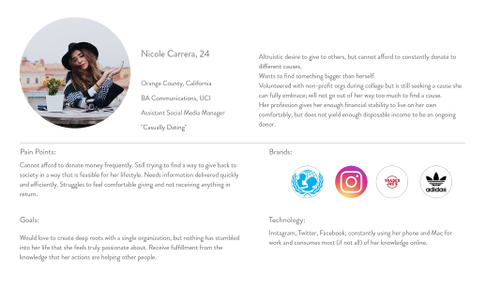 Nicole Carrera, 24
Orange County, California
BA Communications, UCI
Assistant Social Media Manager
"Casually Dating"
Altruistic desire to give to others, but cannot afford to constantly donate to
different causes.
Wants to find something bigger than herself.
Volunteered with non-profit orgs during college but is still seeking a cause she
can fully embrace; will not go out of her way too much to find a cause.
Her profession gives her enough financial stability to live on her own
comfortably, but does not yield enough disposable income to be an ongoing
donor.
Pain Points:
Cannot afford to donate money frequently. Still trying to find a way to give back to
society in a way that is feasible for her lifestyle. Needs information delivered quickly
and efficiently. Struggles to feel comfortable giving and not receiving anything in
return.
Brands:
TRADER JOE'S
adidas
Goals:
Would love to create deep roots with a single organization, but nothing has stumbled
into her life that she feels truly passionate about. Receive fulfillment from the
knowledge that her actions are helping other people.
Technology:
Instagram, Twitter, Facebook; constantly using her phone and Mac for
work and consumes most (if not all) of her knowledge online.